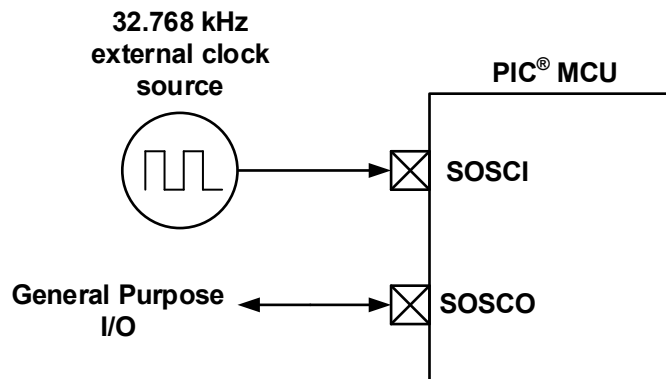 32.768 kHz
external clock
source
PIC® MCU
SOSCI
General Purpose
I/O
SOSCO